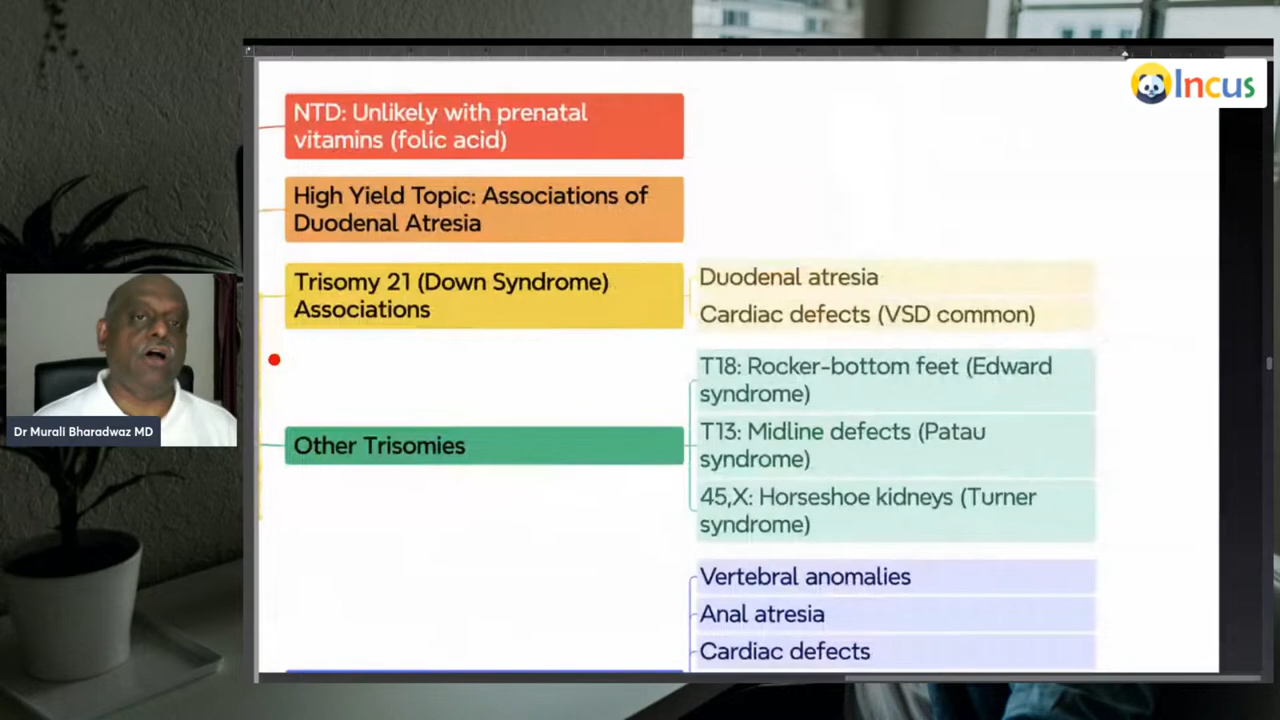 Incus
NTD: Unlikely with prenatal
vitamins (folic acid)
High Yield Topic: Associations of
Duodenal Atresia
Trisomy 21 (Down Syndrome)
Associations
Duodenal atresia
Cardiac defects (VSD common)
Other Trisomies
T18: Rocker-bottom feet (Edward
syndrome)
T13: Midline defects (Patau
syndrome)
45,X: Horseshoe kidneys (Turner
syndrome)
Vertebral anomalies
Anal atresia
Cardiac defects
Dr Murali Bharadwaz MD